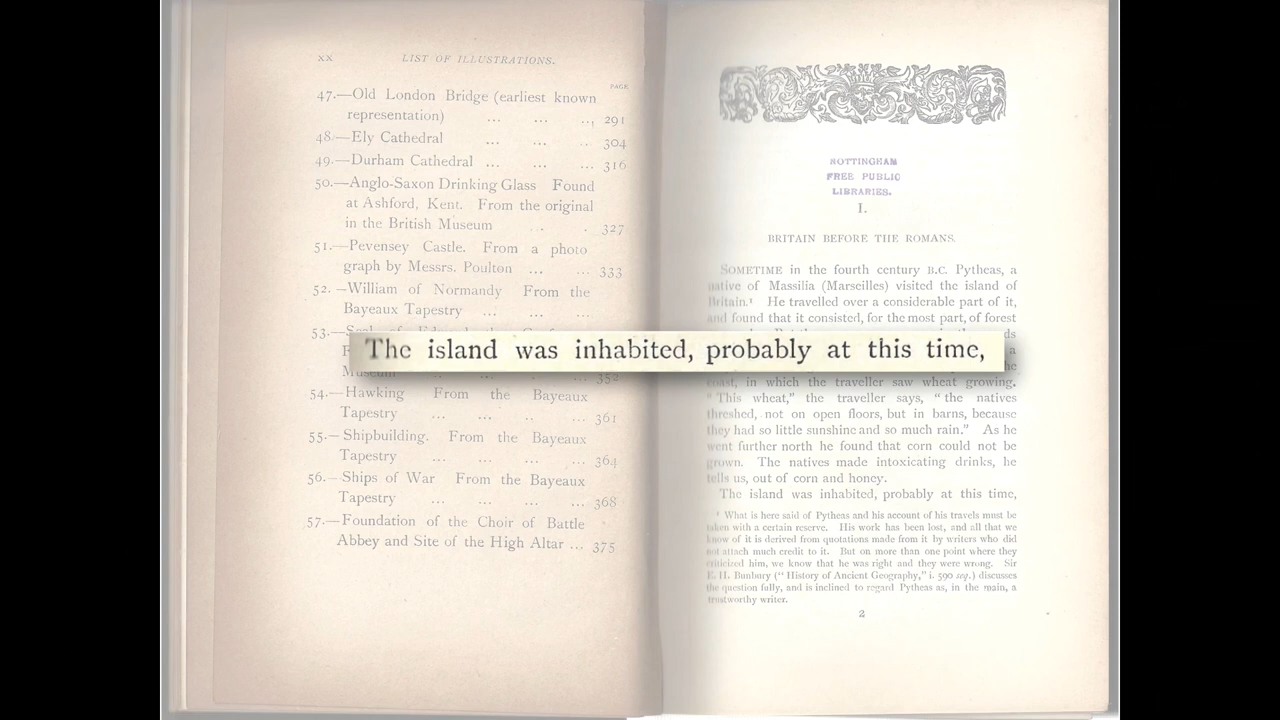 xx LIST OF ILLUSTRATIONS.
PAGE
47.—Old London Bridge (earliest known
representation) ... ... ... 291
48.—Ely Cathedral ... ... .. 304
49.—Durham Cathedral ... ... ... 316
50.—Anglo-Saxon Drinking Glass Found
at Ashford, Kent. From the original
in the British Museum .. . 327
51.—Pevensey Castle. From a photo
graph by Messrs. Poulton ... ... 333
52.—William of Normandy From the
Bayeaux Tapestry ... ... ...
53.—
Museum 352
54.—Hawking From the Bayeaux
Tapestry ... ... .. ... 361
55.—Shipbuilding. From the Bayeaux
Tapestry ... ... ... ... 364
56.—Ships of War From the Bayeaux
Tapestry ... ... ... ... 368
57.—Foundation of the Choir of Battle
Abbey and Site of the High Altar ... 375
The island was inhabited, probably at this time,
NOTTINGHAM
FREE PUBLIC
LIBRARIES.
I.
BRITAIN BEFORE THE ROMANS.
SOMETIME in the fourth century B.C. Pytheas, a
native of Massilia (Marseilles) visited the island of
Britain.¹ He travelled over a considerable part of it,
and found that it consisted, for the most part, of forest
coast, in which the traveller saw wheat growing.
"This wheat," the traveller says, "the natives
threshed, not on open floors, but in barns, because
they had so little sunshine and so much rain." As he
went further north he found that corn could not be
grown. The natives made intoxicating drinks, he
tells us, out of corn and honey.
The island was inhabited, probably at this time,
¹ What is here said of Pytheas and his account of his travels must be
taken with a certain reserve. His work has been lost, and all that we
know of it is derived from quotations made from it by writers who did
not attach much credit to it. But on more than one point where they
criticized him, we know that he was right and they were wrong. Sir
E. H. Bunbury ("History of Ancient Geography," i. 590 seq.) discusses
the question fully, and is inclined to regard Pytheas as, in the main, a
trustworthy writer.
2